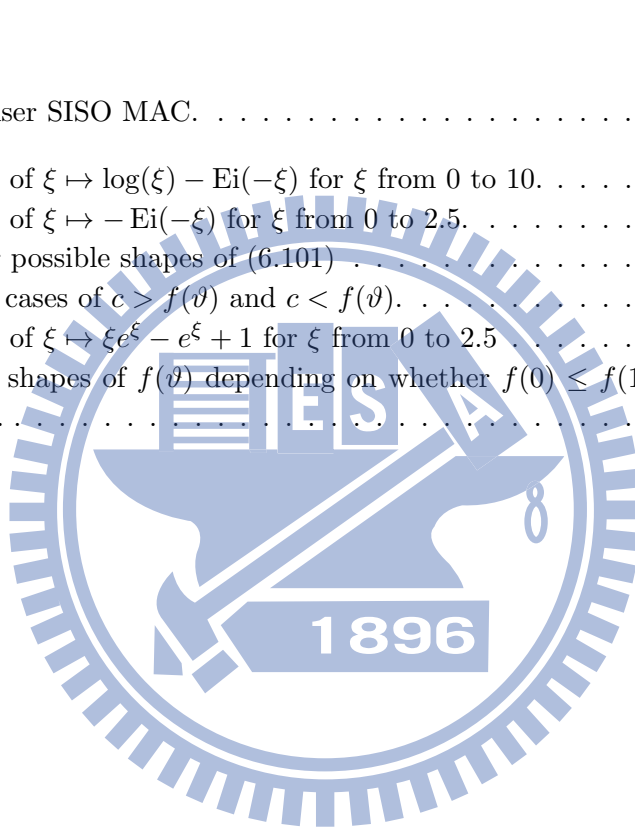 ser SISO MAC. . . . . . . . . . . . . . . . . . . .
of ξ ↦ log(ξ) − Ei(−ξ) for ξ from 0 to 10. . . . .
of ξ ↦ − Ei(−ξ) for ξ from 0 to 2.5. . . . . . . .
possible shapes of (6.101) . . . . . . . . . . . . .
cases of c > f(ϑ) and c < f(ϑ). . . . . . . . . . .
of ξ ↦ ξe^ξ − e^ξ + 1 for ξ from 0 to 2.5 . . . . . .
shapes of f(ϑ) depending on whether f(0) ≤ f(1
. . . . . . . . . . . . . . . . . . . . . . . . . . . .
E S A
1896